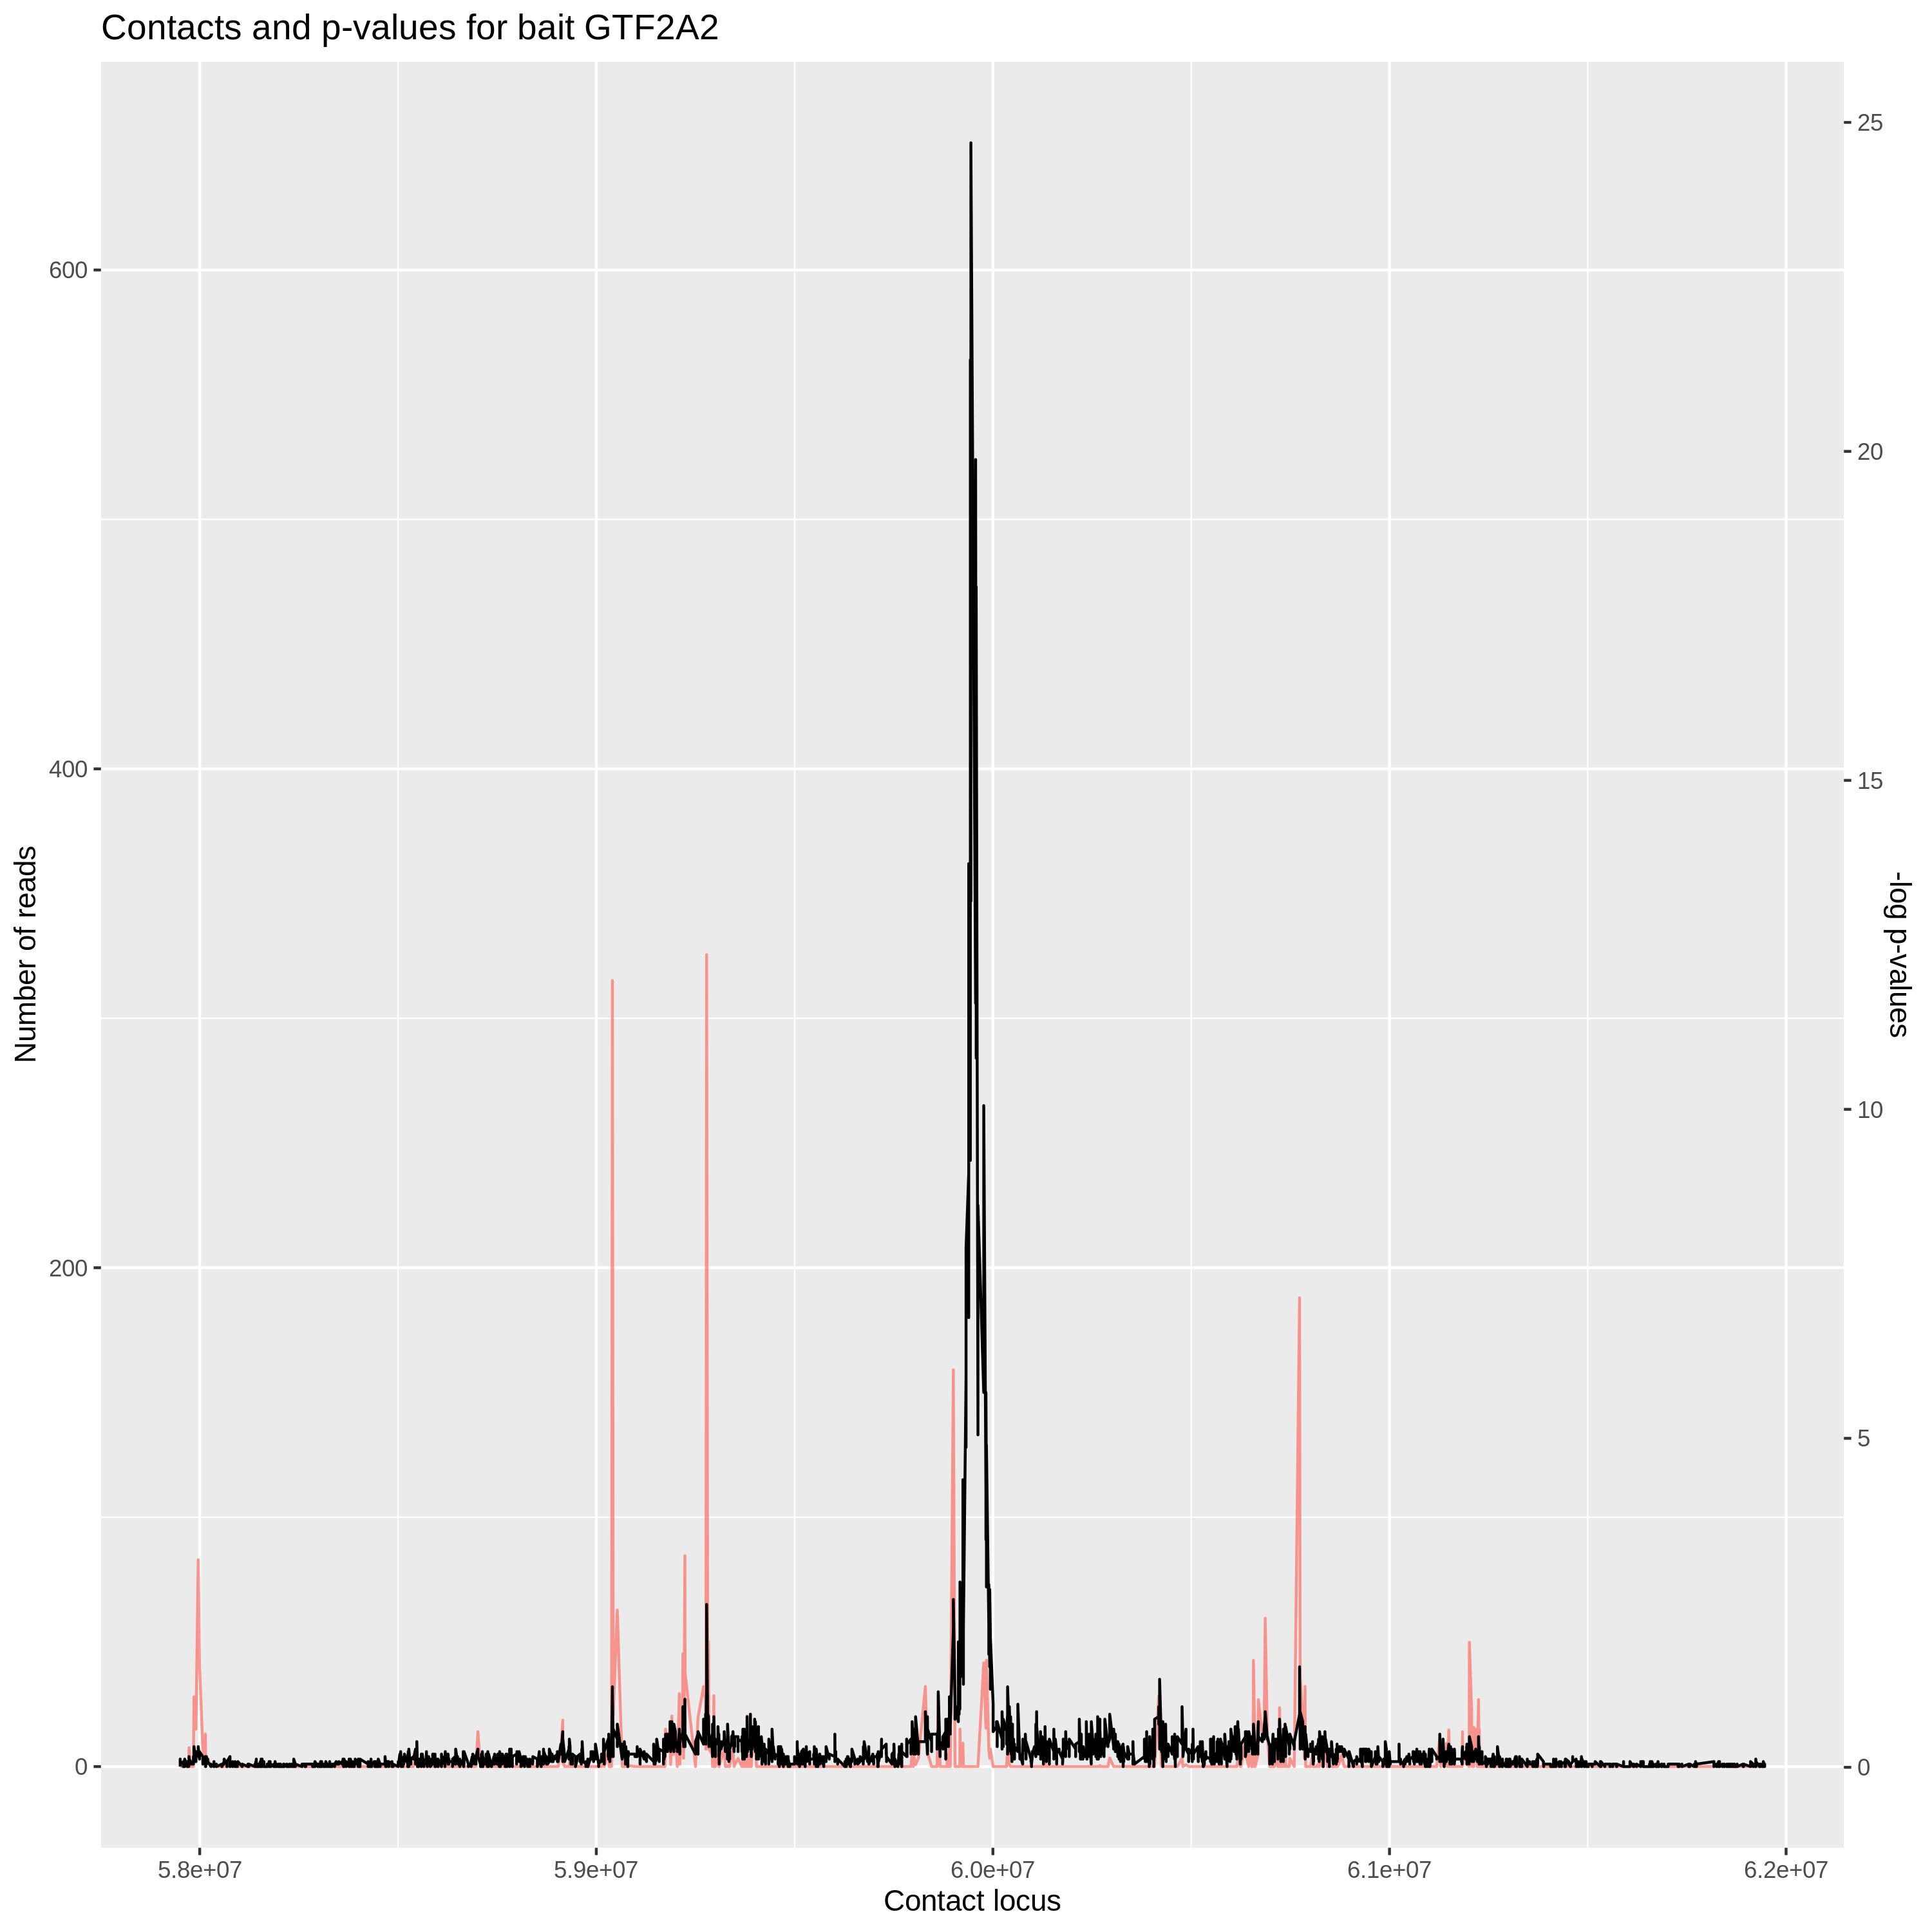 Contacts and p-values for bait GTF2A2
Number of reads
600
400
200
0
25
20
15
10
5
0
-log p-values
5.8e+07
5.9e+07
6.0e+07
6.1e+07
6.2e+07
Contact locus